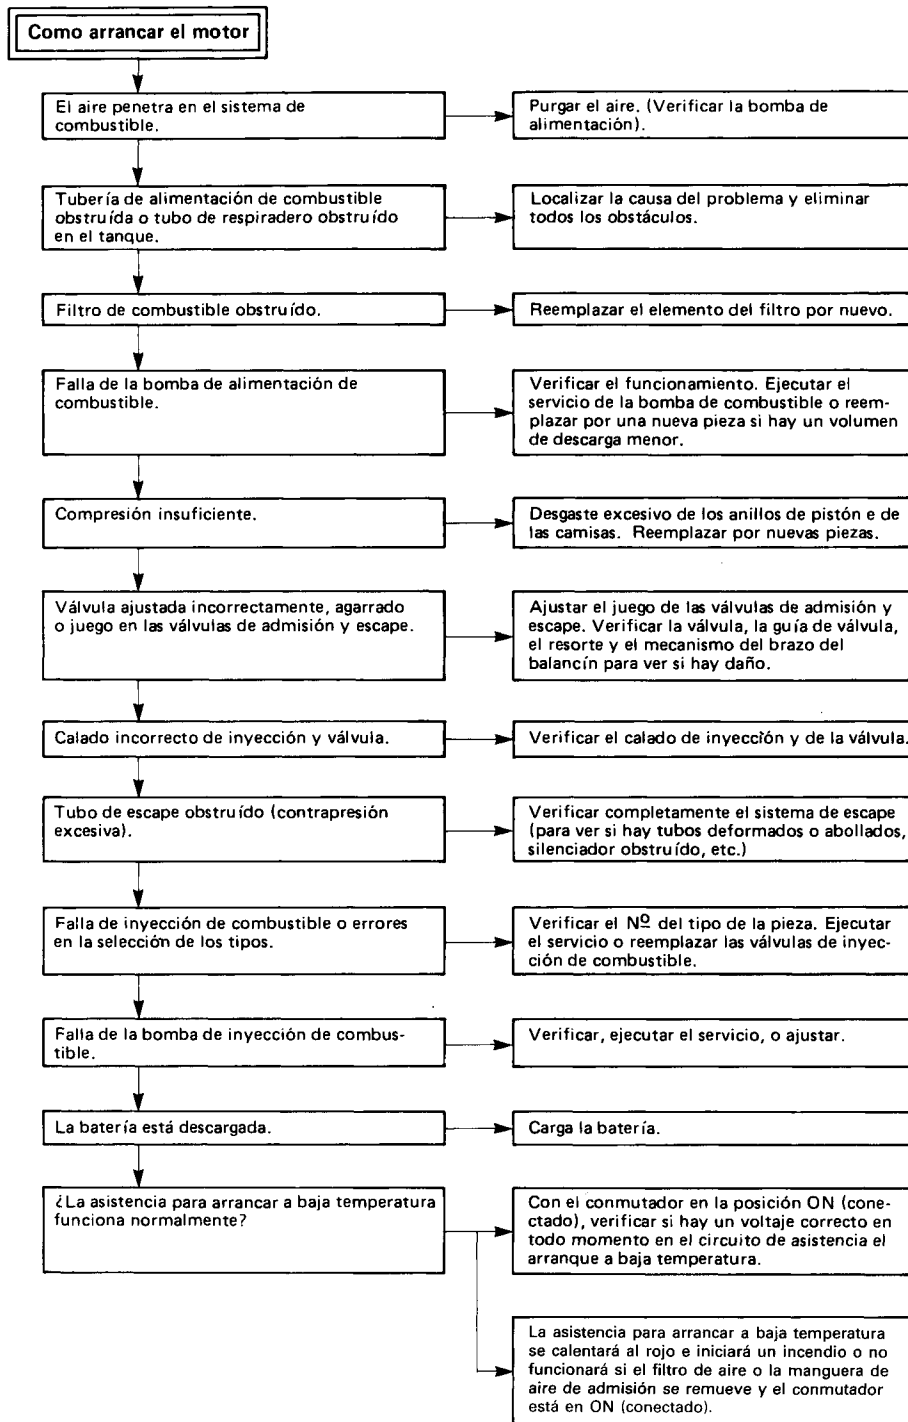 Como arrancar el motor
El aire penetra en el sistema de
combustible.
Purgar el aire. (Verificar la bomba de
alimentación).
Tubería de alimentación de combustible
obstruída o tubo de respiradero obstruído
en el tanque.
Localizar la causa del problema y eliminar
todos los obstáculos.
Filtro de combustible obstruído.
Reemplazar el elemento del filtro por nuevo.
Falla de la bomba de alimentación de
combustible.
Verificar el funcionamiento. Ejecutar el
servicio de la bomba de combustible o reem-
plazar por una nueva pieza si hay un volumen
de descarga menor.
Compresión insuficiente.
Desgaste excesivo de los anillos de pistón e de
las camisas. Reemplazar por nuevas piezas.
Válvula ajustada incorrectamente, agarrado
o juego en las válvulas de admisión y escape.
Ajustar el juego de las válvulas de admisión y
escape. Verificar la válvula, la guía de válvula,
el resorte y el mecanismo del brazo del
balancín para ver si hay daño.
Calado incorrecto de inyección y válvula.
Verificar el calado de inyección y de la válvula.
Tubo de escape obstruído (contrapresión
excesiva).
Verificar completamente el sistema de escape
(para ver si hay tubos deformados o abollados,
silenciador obstruído, etc.)
Falla de inyección de combustible o errores
en la selección de los tipos.
Verificar el Nº del tipo de la pieza. Ejecutar
el servicio o reemplazar las válvulas de inyec-
ción de combustible.
Falla de la bomba de inyección de combus-
tible.
Verificar, ejecutar el servicio, o ajustar.
La batería está descargada.
Carga la batería.
¿La asistencia para arrancar a baja temperatura
funciona normalmente?
Con el conmutador en la posición ON (cone-
ctado), verificar si hay un voltaje correcto en
todo momento en el circuito de asistencia el
arranque a baja temperatura.
La asistencia para arrancar a baja temperatura
se calentará al rojo e iniciará un incendio o no
funcionará si el filtro de aire o la manguera de
aire de admisión se remueve y el conmutador
está en ON (conectado).